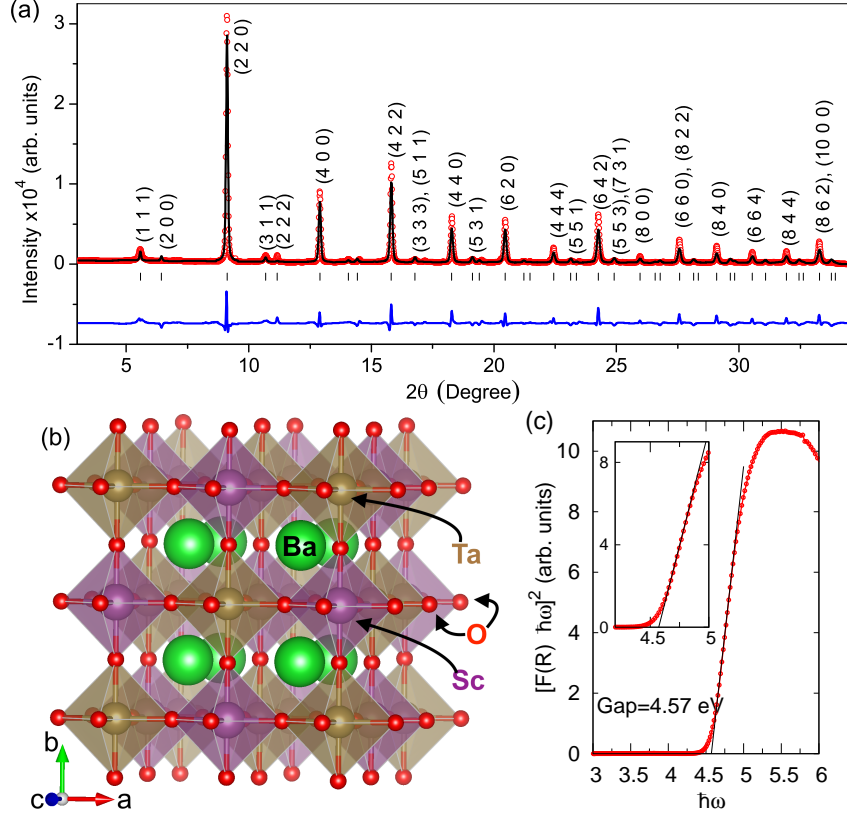 (a)
Intensity x10⁴ (arb. units)
3
2
1
0
-1
(1 1 1)
(2 0 0)
(2 2 0)
(3 1 1)
(2 2 2)
(4 0 0)
(4 2 2)
(3 3 3), (5 1 1)
(4 4 0)
(5 3 1)
(6 2 0)
(4 4 4)
(5 5 1)
(6 4 2)
(5 5 3),(7 3 1)
(8 0 0)
(6 6 0), (8 2 2)
(8 4 0)
(6 6 4)
(8 4 4)
(8 6 2), (10 0 0)
5 10 15 20 25 30
2θ (Degree)
(b)
Ba
Ta
O
Sc
b
c
a
(c)
[F(R) ħω]² (arb. units)
10
8
6
4
2
0
8
4
0
4.5 5
Gap=4.57 eV
3 3.5 4 4.5 5 5.5 6
ħω